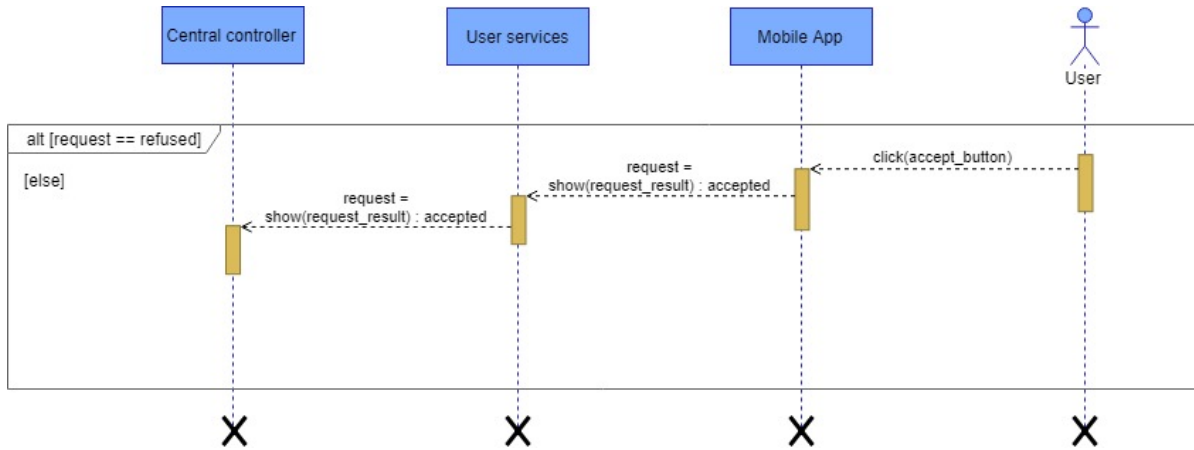 Central controller
User services
Mobile App
User
alt [request == refused]
[else]
click(accept_button)
request =
show(request_result) : accepted
request =
show(request_result) : accepted